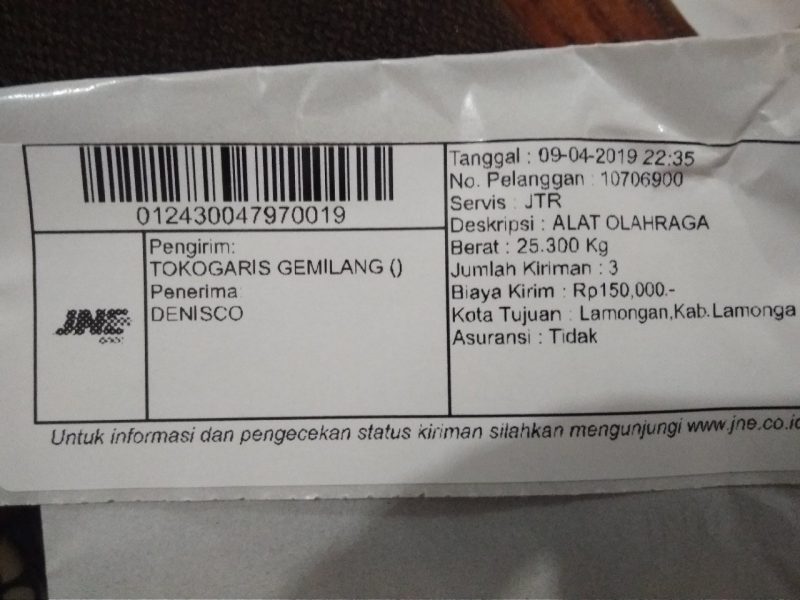 012430047970019
Pengirim:
TOKOGARIS GEMILANG ()
Penerima
DENISCO
JNE
Tanggal : 09-04-2019 22:35
No. Pelanggan : 10706900
Servis : JTR
Deskripsi : ALAT OLAHRAGA
Berat : 25.300 Kg
Jumlah Kiriman : 3
Biaya Kirim : Rp150,000.-
Kota Tujuan : Lamongan,Kab.Lamonga
Asuransi : Tidak
Untuk informasi dan pengecekan status kiriman silahkan mengunjungi www.jne.co.id